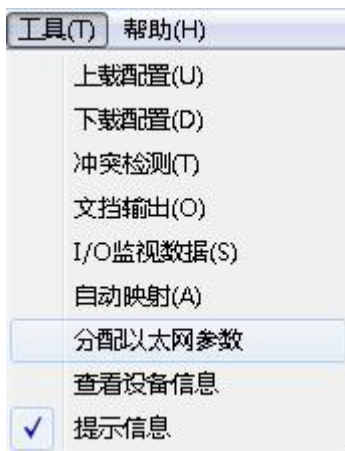 工具(T) 帮助(H)
上载配置(U)
下载配置(D)
冲突检测(T)
文挡输出(O)
I/O监视数据(S)
自动映射(A)
分配以太网参数
查看设备信息
提示信息